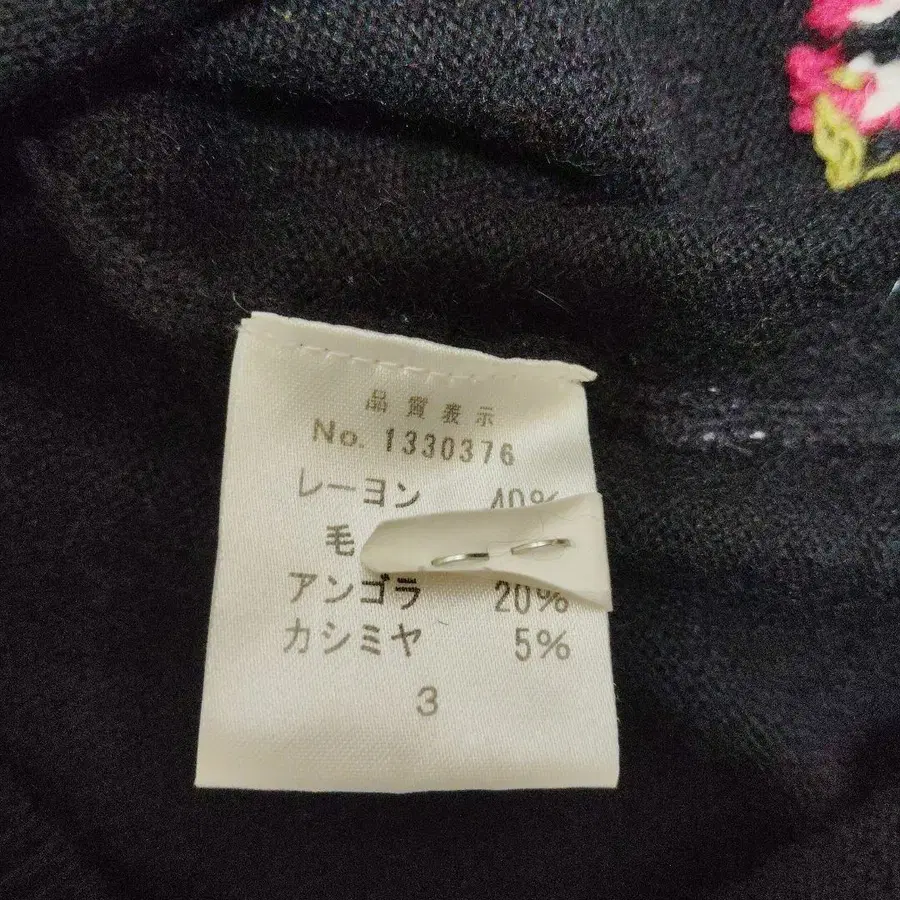 品質表示
No. 1330376
レーヨン 40%
毛
アンゴラ 20%
カシミヤ 5%
3